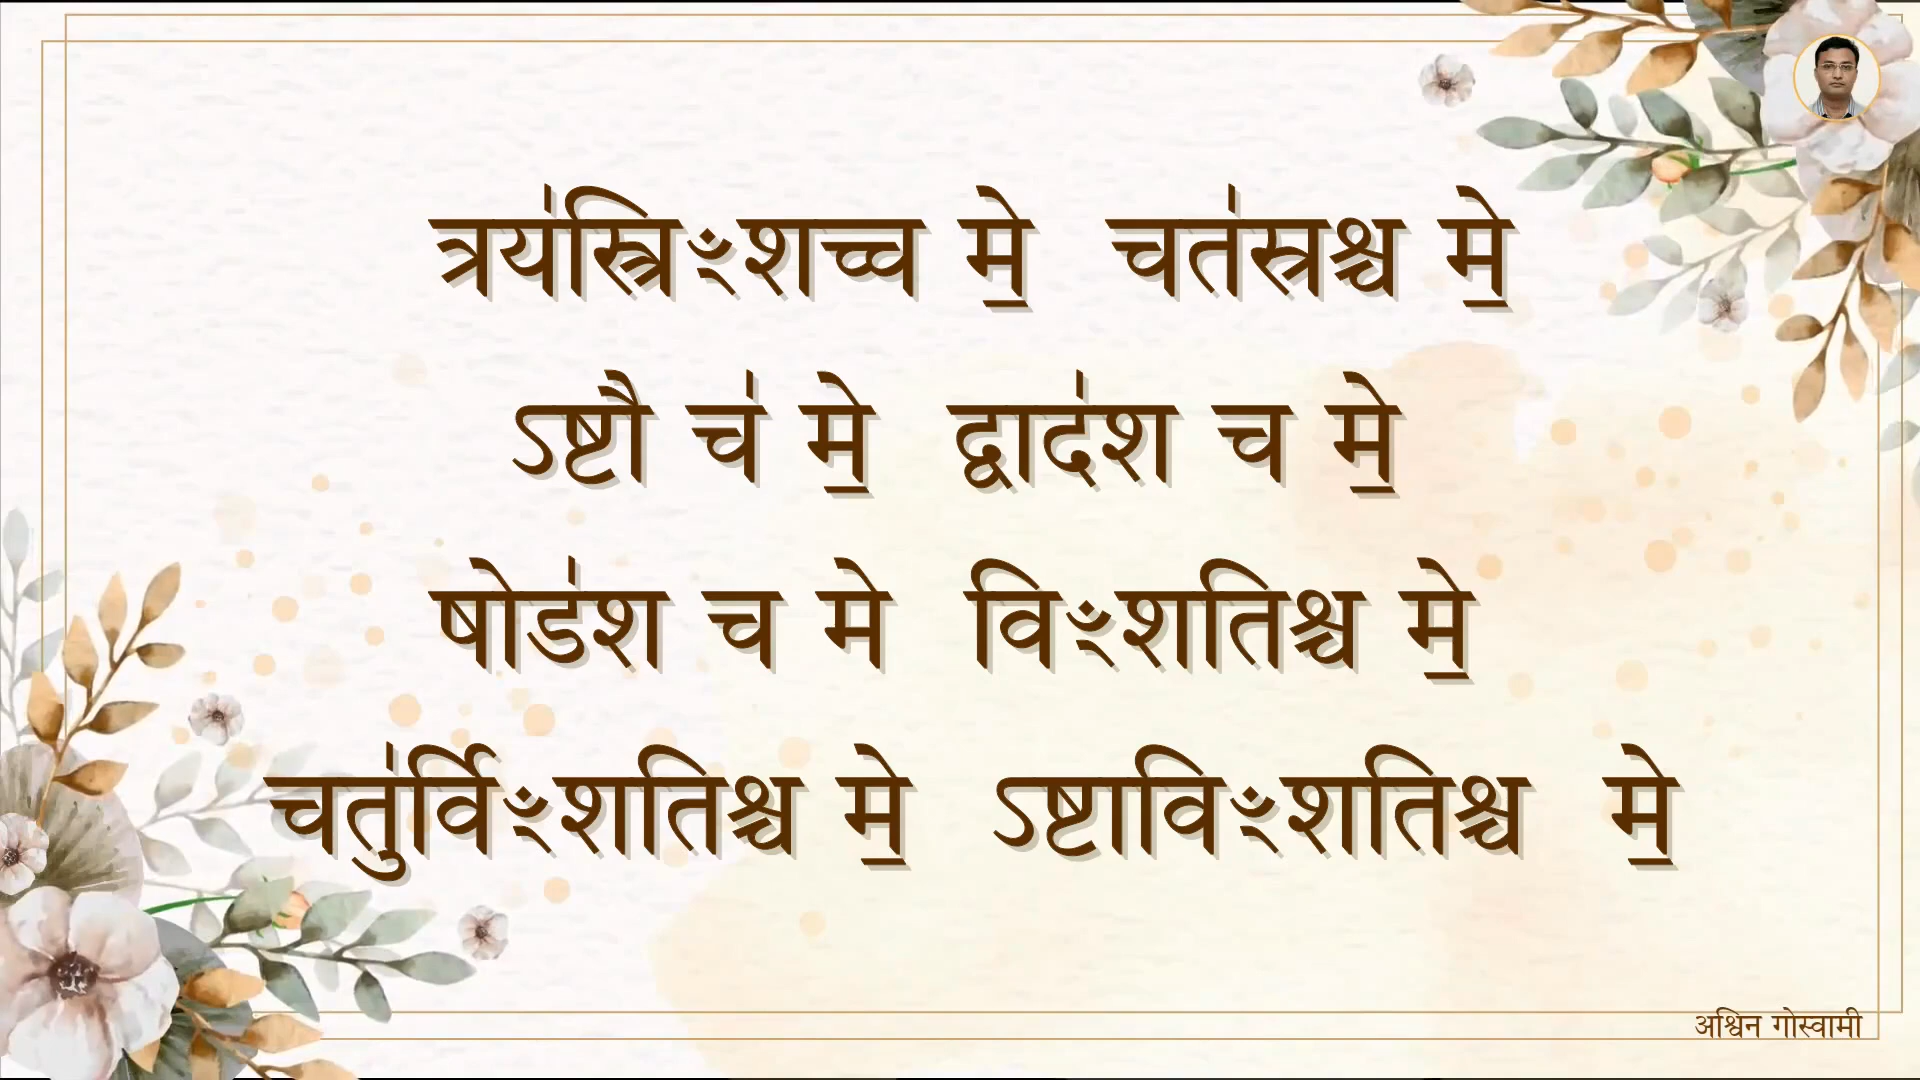 त्रय॑स्त्रिꣳशच्च मे॒ चत॑स्रश्च मे॒
ऽष्टौ च॑ मे॒ द्वाद॑श च मे॒
षोड॑श च मे विꣳशतिश्च मे॒
चतु॑र्विꣳशतिश्च मे॒ ऽष्टाविꣳशतिश्च मे॒
अश्विन गोस्वामी